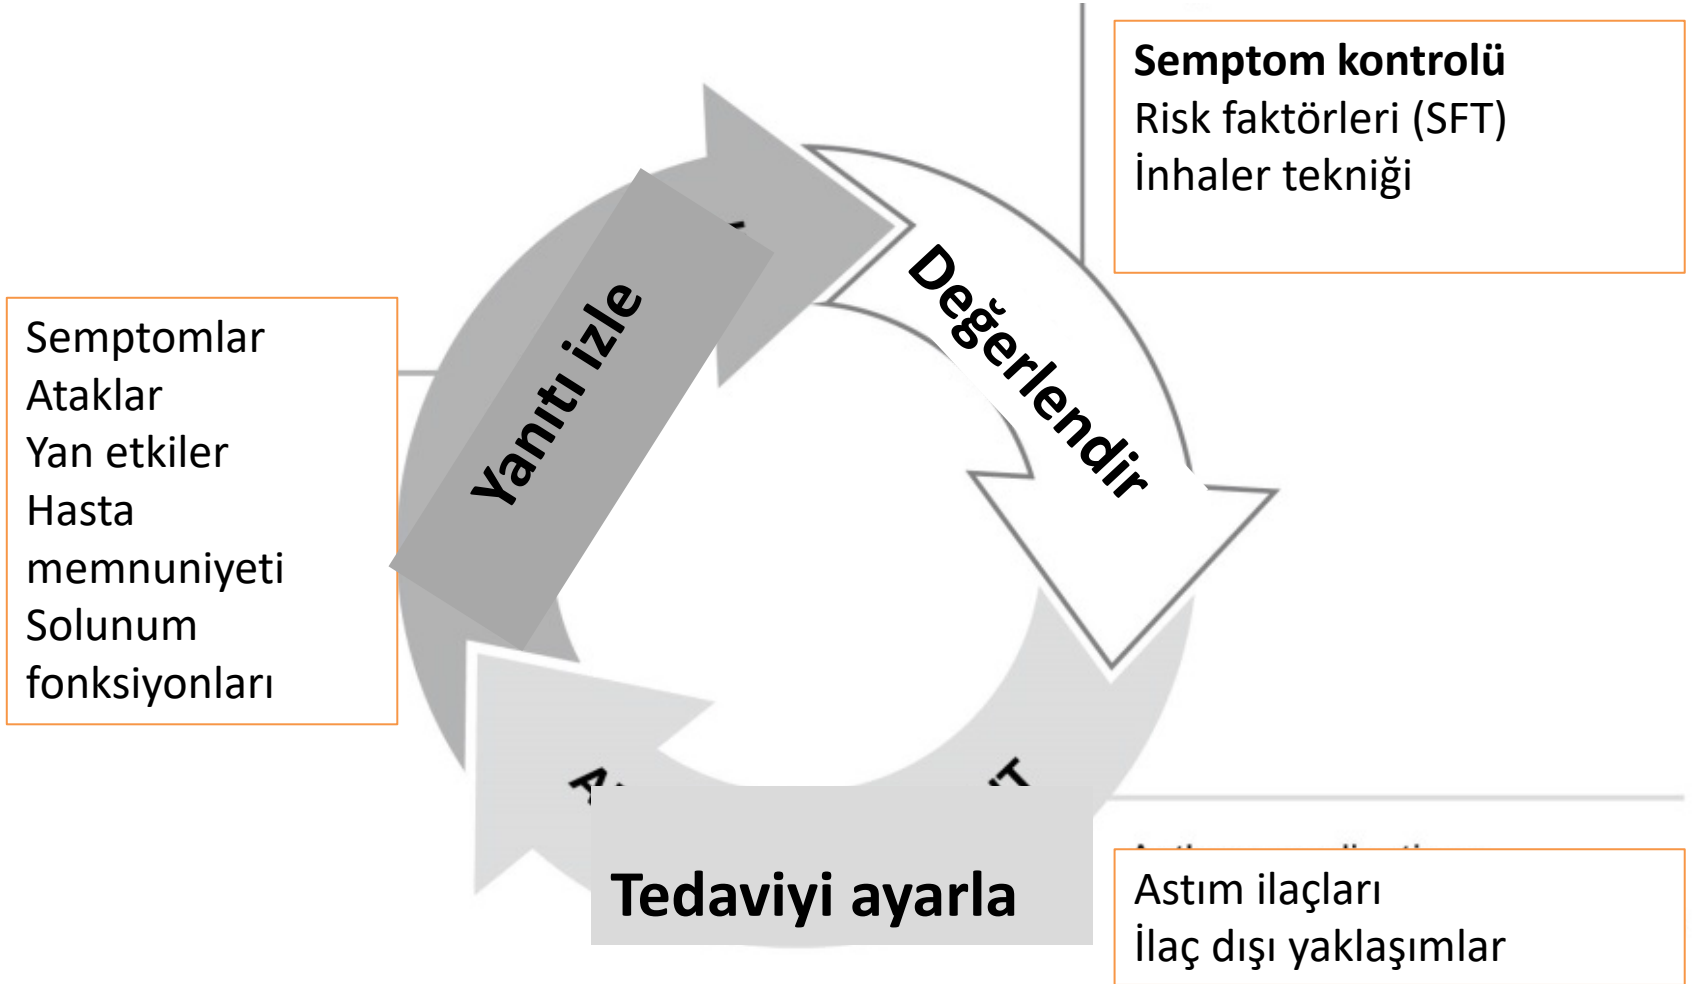 Semptom kontrolü
Risk faktörleri (SFT)
İnhaler tekniği
Değerlendir
Yanıtı izle
Semptomlar
Ataklar
Yan etkiler
Hasta
memnuniyeti
Solunum
fonksiyonları
Tedaviyi ayarla
Astım ilaçları
İlaç dışı yaklaşımlar